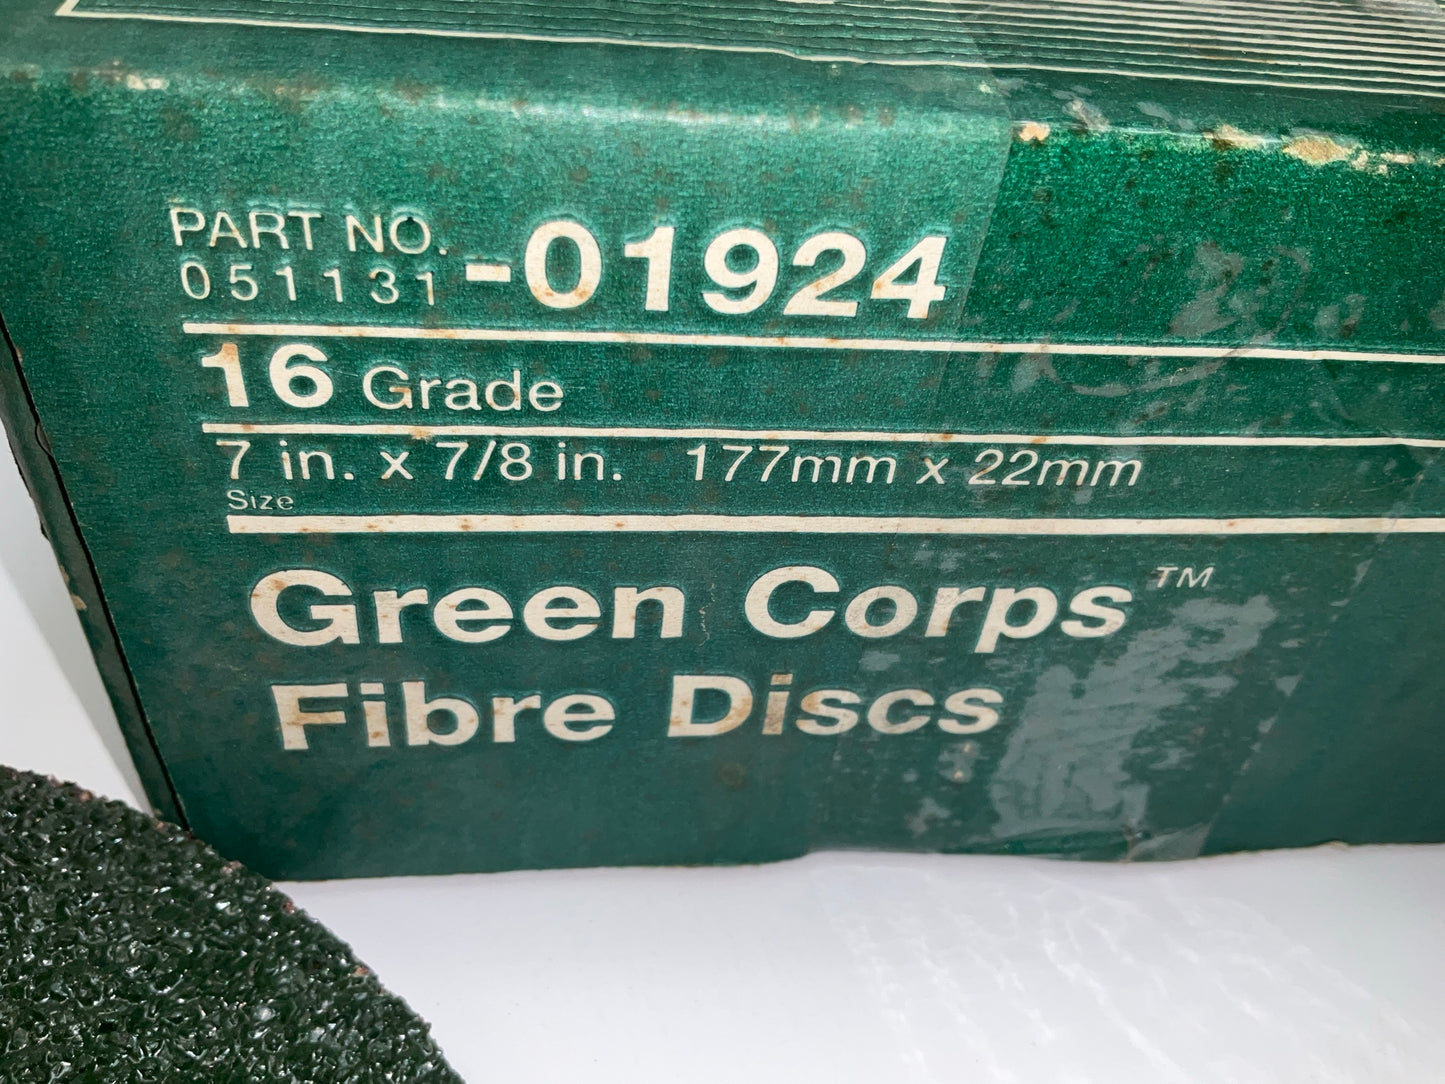 PART NO.
051131-01924
16 Grade
7 in. x 7/8 in. 177mm x 22mm
Size
Green Corps™
Fibre Discs